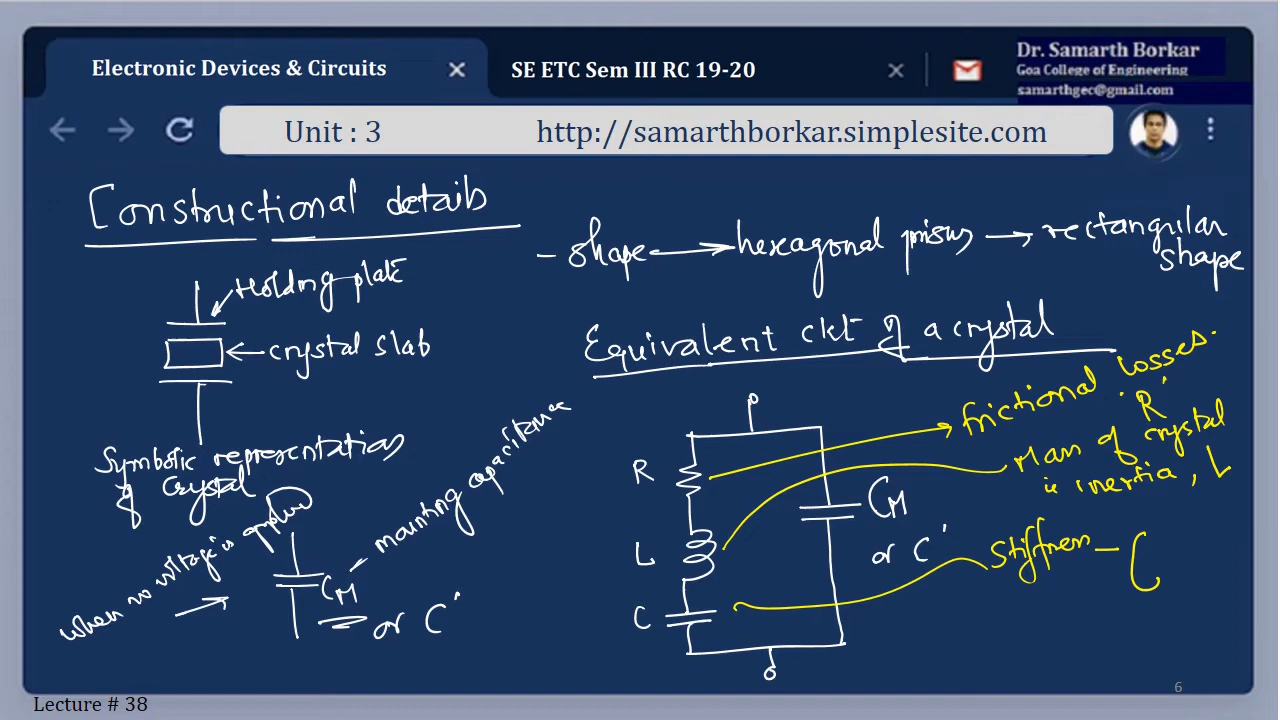 Electronic Devices & Circuits
SE ETC Sem III RC 19-20
Dr. Samarth Borkar
Goa College of Engineering
samarthgec@gmail.com
Unit : 3
http://samarthborkar.simplesite.com
Constructional details
- shape → hexagonal prisms → rectangular
shape
Holding plate
crystal slab
Symbolic representation
of crystal
when no voltage is applied
CM
mounting capacitance
or C'
Equivalent ckt of a crystal
R
L
C
CM
or C'
frictional losses.
R
Mass of crystal
is inertia, L
Stiffness - C
6
Lecture # 38